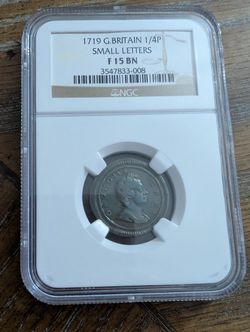 1719 G.BRITAIN 1/4P
SMALL LETTERS
F 15 BN
3547833-008
NGC